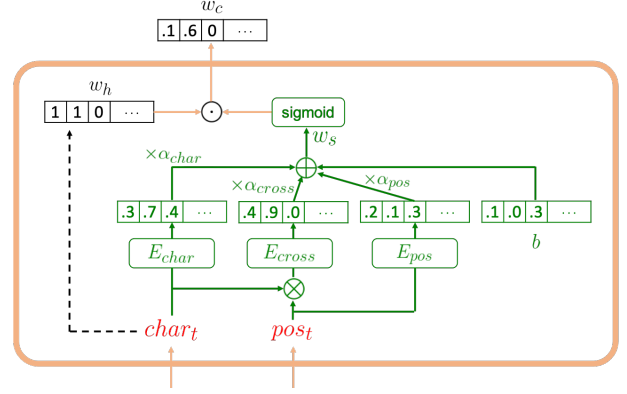 w_c
.1 .6 0 ...
w_h
1 1 0 ...
sigmoid
w_s
×α_char
×α_cross
×α_pos
.3 .7 .4 ...
.4 .9 .0 ...
.2 .1 .3 ...
.1 .0 .3 ...
E_char
E_cross
E_pos
b
char_t
pos_t